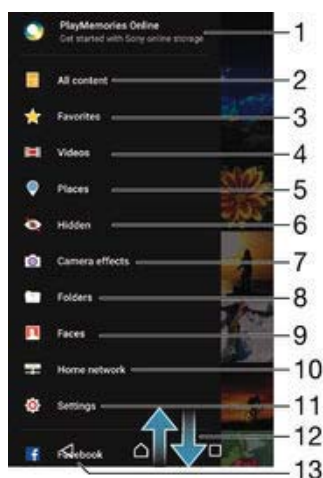 PlayMemories Online
Get started with Sony online storage
1
All content
2
Favorites
3
Videos
4
Places
5
Hidden
6
Camera effects
7
Folders
8
Faces
9
Home network
10
Settings
11
12
Facebook
13